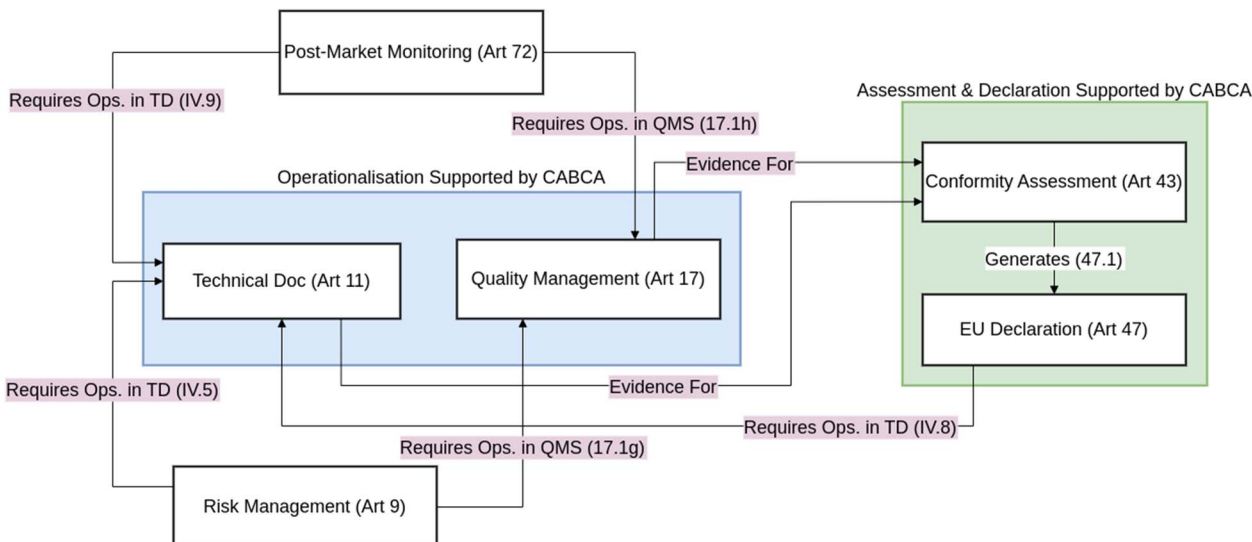 Post-Market Monitoring (Art 72)
Assessment & Declaration Supported by CABCA
Requires Ops. in TD (IV.9)
Requires Ops. in QMS (17.1h)
Evidence For
Operationalisation Supported by CABCA
Conformity Assessment (Art 43)
Generates (47.1)
Technical Doc (Art 11)
Quality Management (Art 17)
EU Declaration (Art 47)
Requires Ops. in TD (IV.5)
Evidence For
Requires Ops. in TD (IV.8)
Requires Ops. in QMS (17.1g)
Risk Management (Art 9)